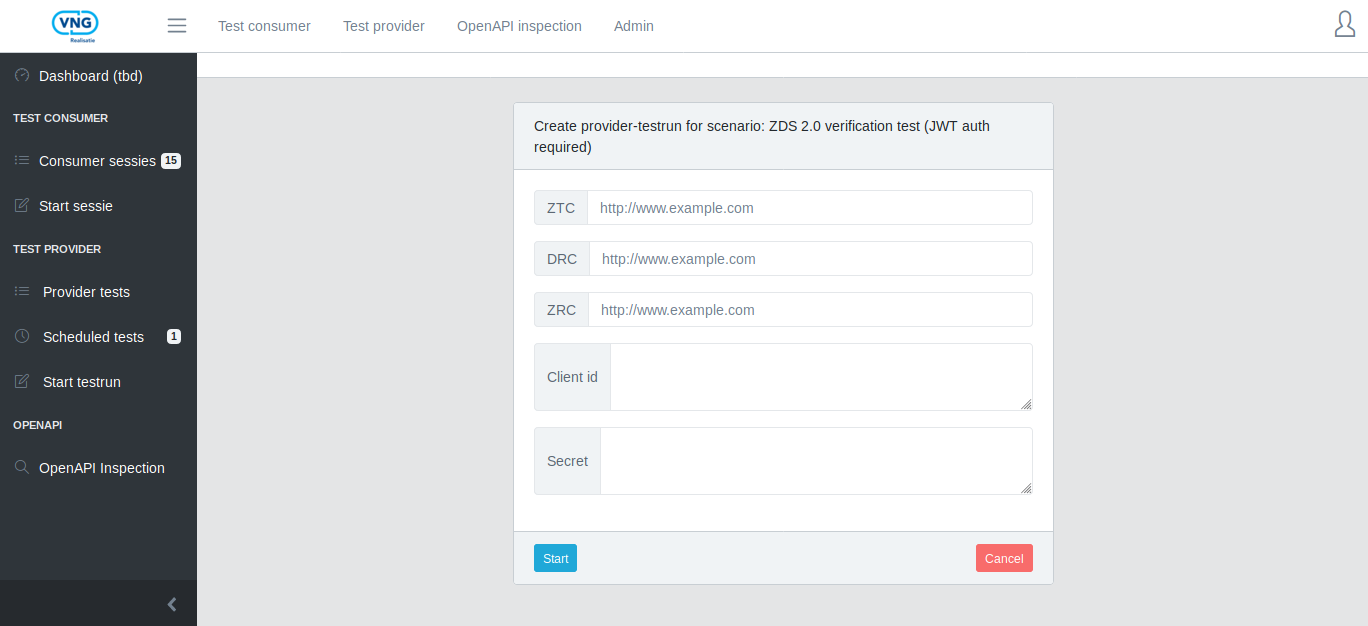 VNG
Realisatie
Test consumer
Test provider
OpenAPI inspection
Admin
Dashboard (tbd)
TEST CONSUMER
Consumer sessies 15
Start sessie
TEST PROVIDER
Provider tests
Scheduled tests 1
Start testrun
OPENAPI
OpenAPI Inspection
Create provider-testrun for scenario: ZDS 2.0 verification test (JWT auth
required)
ZTC http://www.example.com
DRC http://www.example.com
ZRC http://www.example.com
Client id
Secret
Start
Cancel